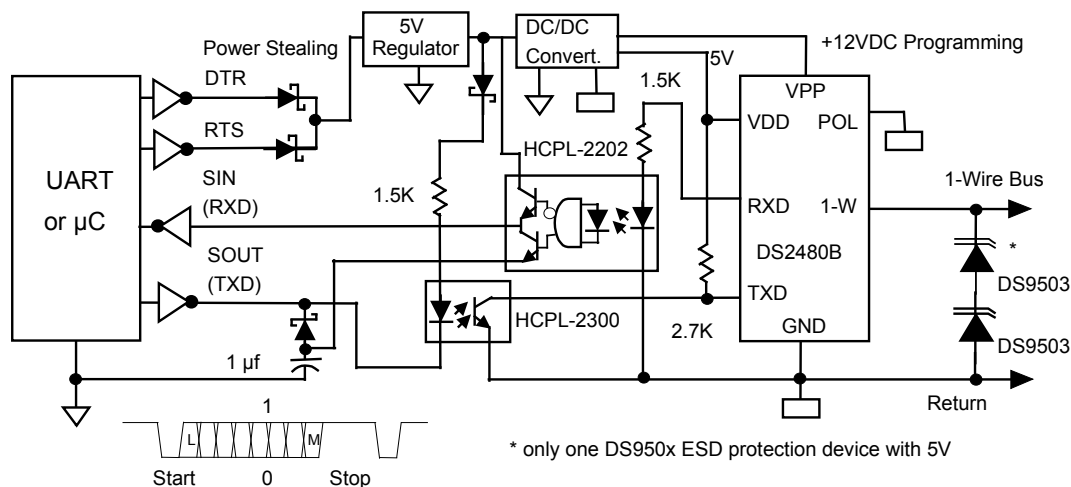 5V
Regulator
DC/DC
Convert.
Power Stealing
+12VDC Programming
5V
DTR
1.5K
VPP
RTS
VDD
POL
HCPL-2202
UART
or µC
SIN
(RXD)
1.5K
1-Wire Bus
RXD
1-W
SOUT
(TXD)
DS2480B
*
DS9503
TXD
HCPL-2300
2.7K
GND
DS9503
1 µf
Return
1
L
M
Start
0
Stop
* only one DS950x ESD protection device with 5V